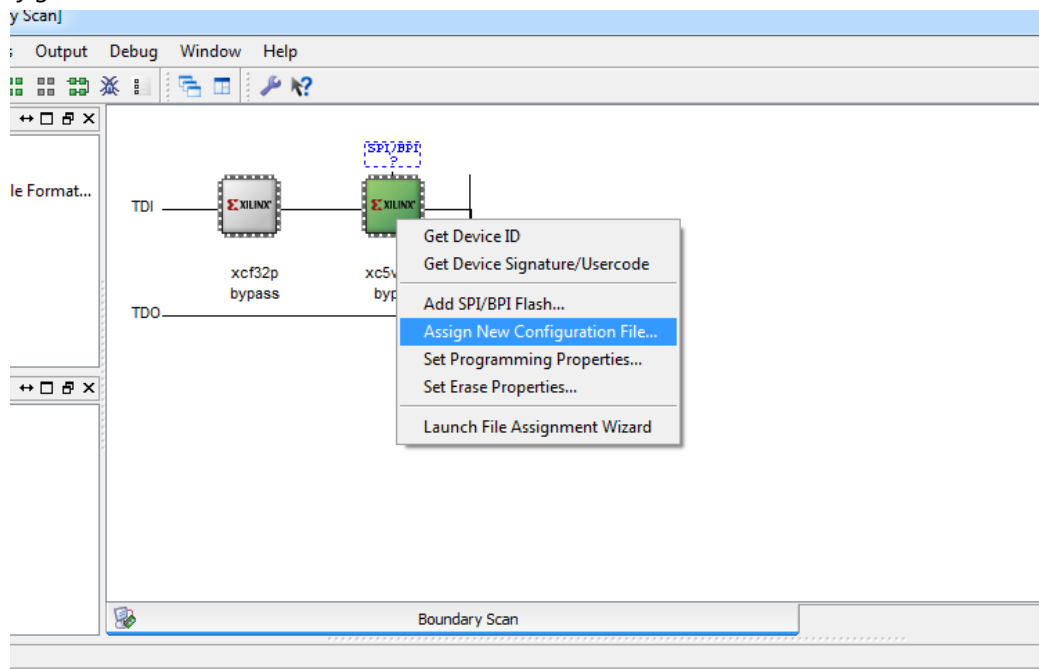 y Scan]
Output Debug Window Help
le Format...
SPI/BPI
?
TDI
Σ XILINX
Σ XILINX
xcf32p
bypass
xc5v
byp
TDO
Get Device ID
Get Device Signature/Usercode
Add SPI/BPI Flash...
Assign New Configuration File...
Set Programming Properties...
Set Erase Properties...
Launch File Assignment Wizard
Boundary Scan